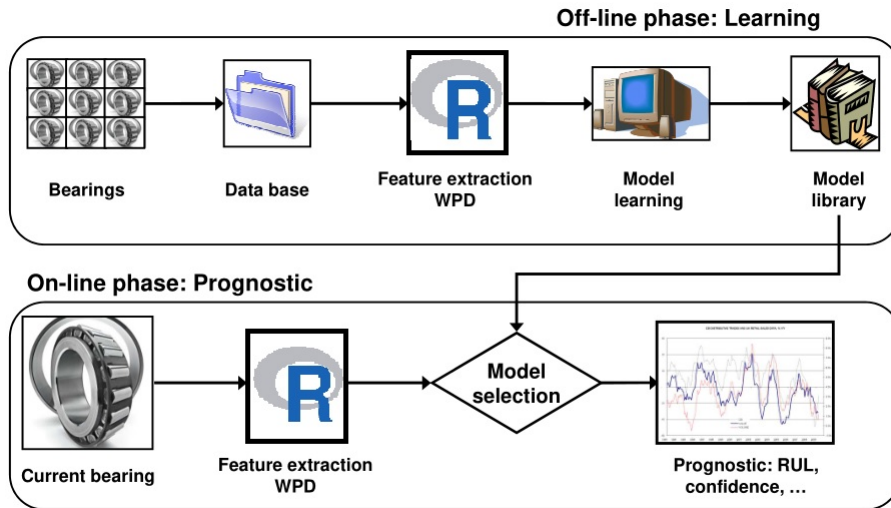 Off-line phase: Learning
Bearings
Data base
R
Feature extraction
WPD
Model
learning
Model
library
On-line phase: Prognostic
Current bearing
R
Feature extraction
WPD
Model
selection
Prognostic: RUL,
confidence, ...